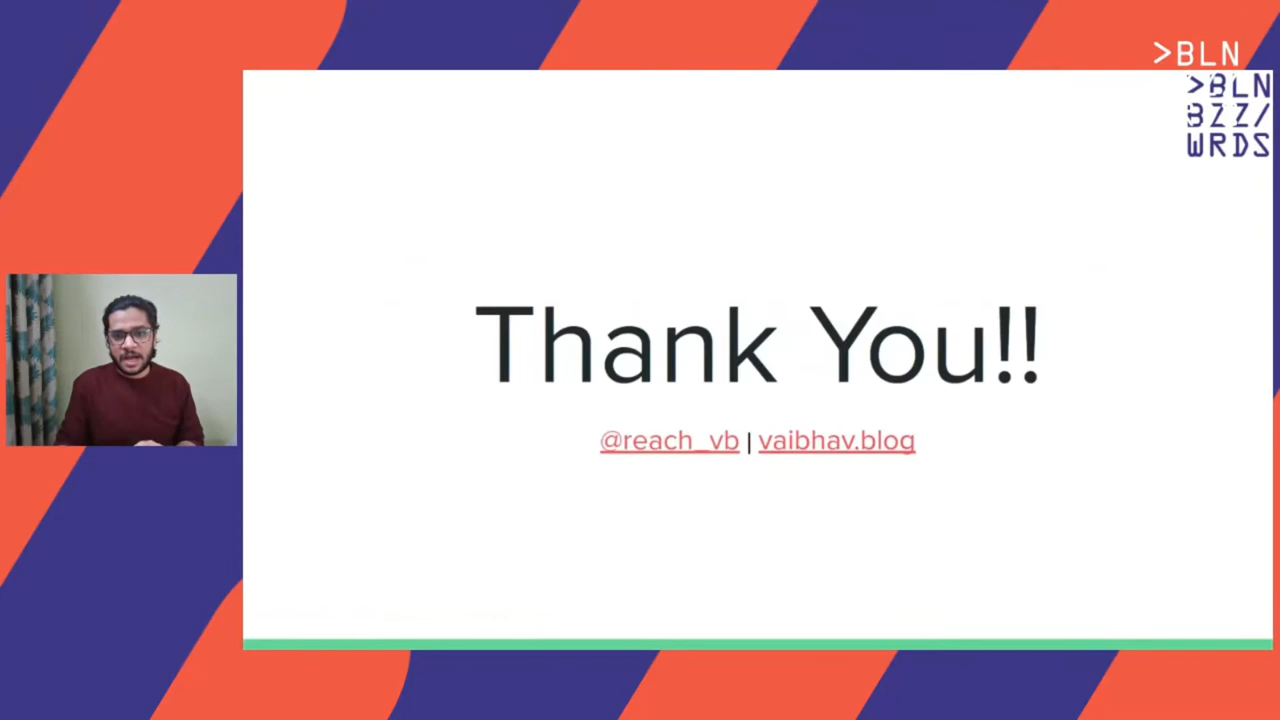 >BLN
>BLN
BZZ/
WRDS
Thank You!!
@reach_vb | vaibhav.blog